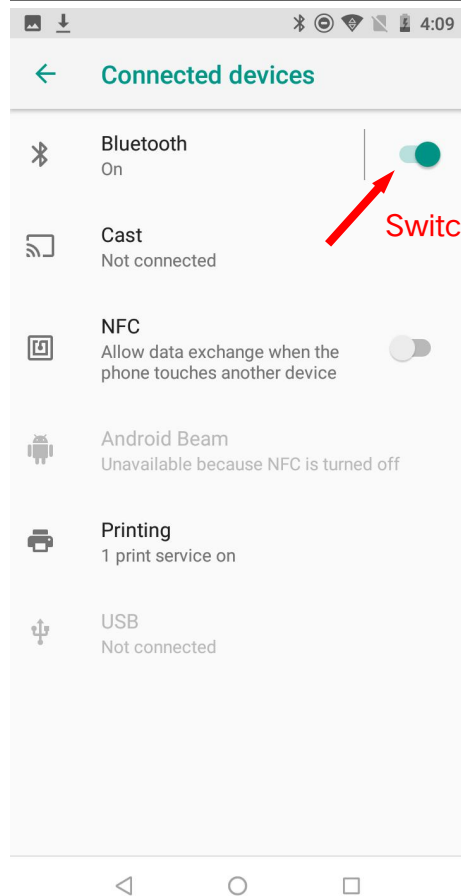 4:09
Connected devices
Bluetooth
On
Switc
Cast
Not connected
NFC
Allow data exchange when the
phone touches another device
Android Beam
Unavailable because NFC is turned off
Printing
1 print service on
USB
Not connected